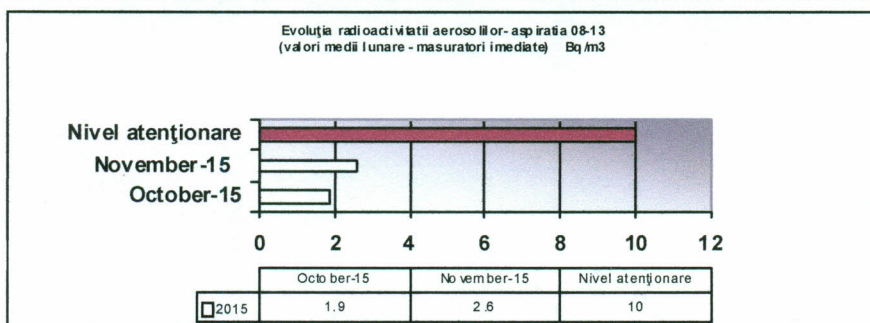 Evoluţia radioactivitatii aerosolilor- aspiratia 08-13
(valori medii lunare - masuratori imediate) Bq/m3
Nivel atenţionare
November-15
October-15
0 2 4 6 8 10 12
October-15 November-15 Nivel atenţionare
2015 1.9 2.6 10